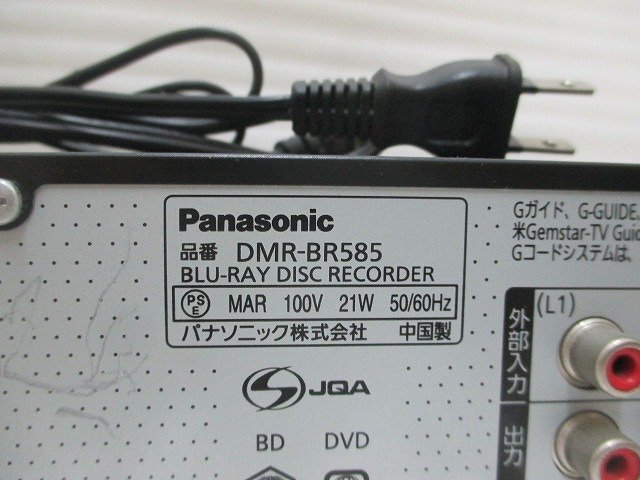 Panasonic
品番 DMR-BR585
BLU-RAY DISC RECORDER
PS E MAR 100V 21W 50/60Hz
パナソニック株式会社 中国製
S JQA
BD DVD
Gガイド、G-GUIDE、
米Gemstar-TV Guid
Gコードシステムは、
(L1)
外部入力
出力